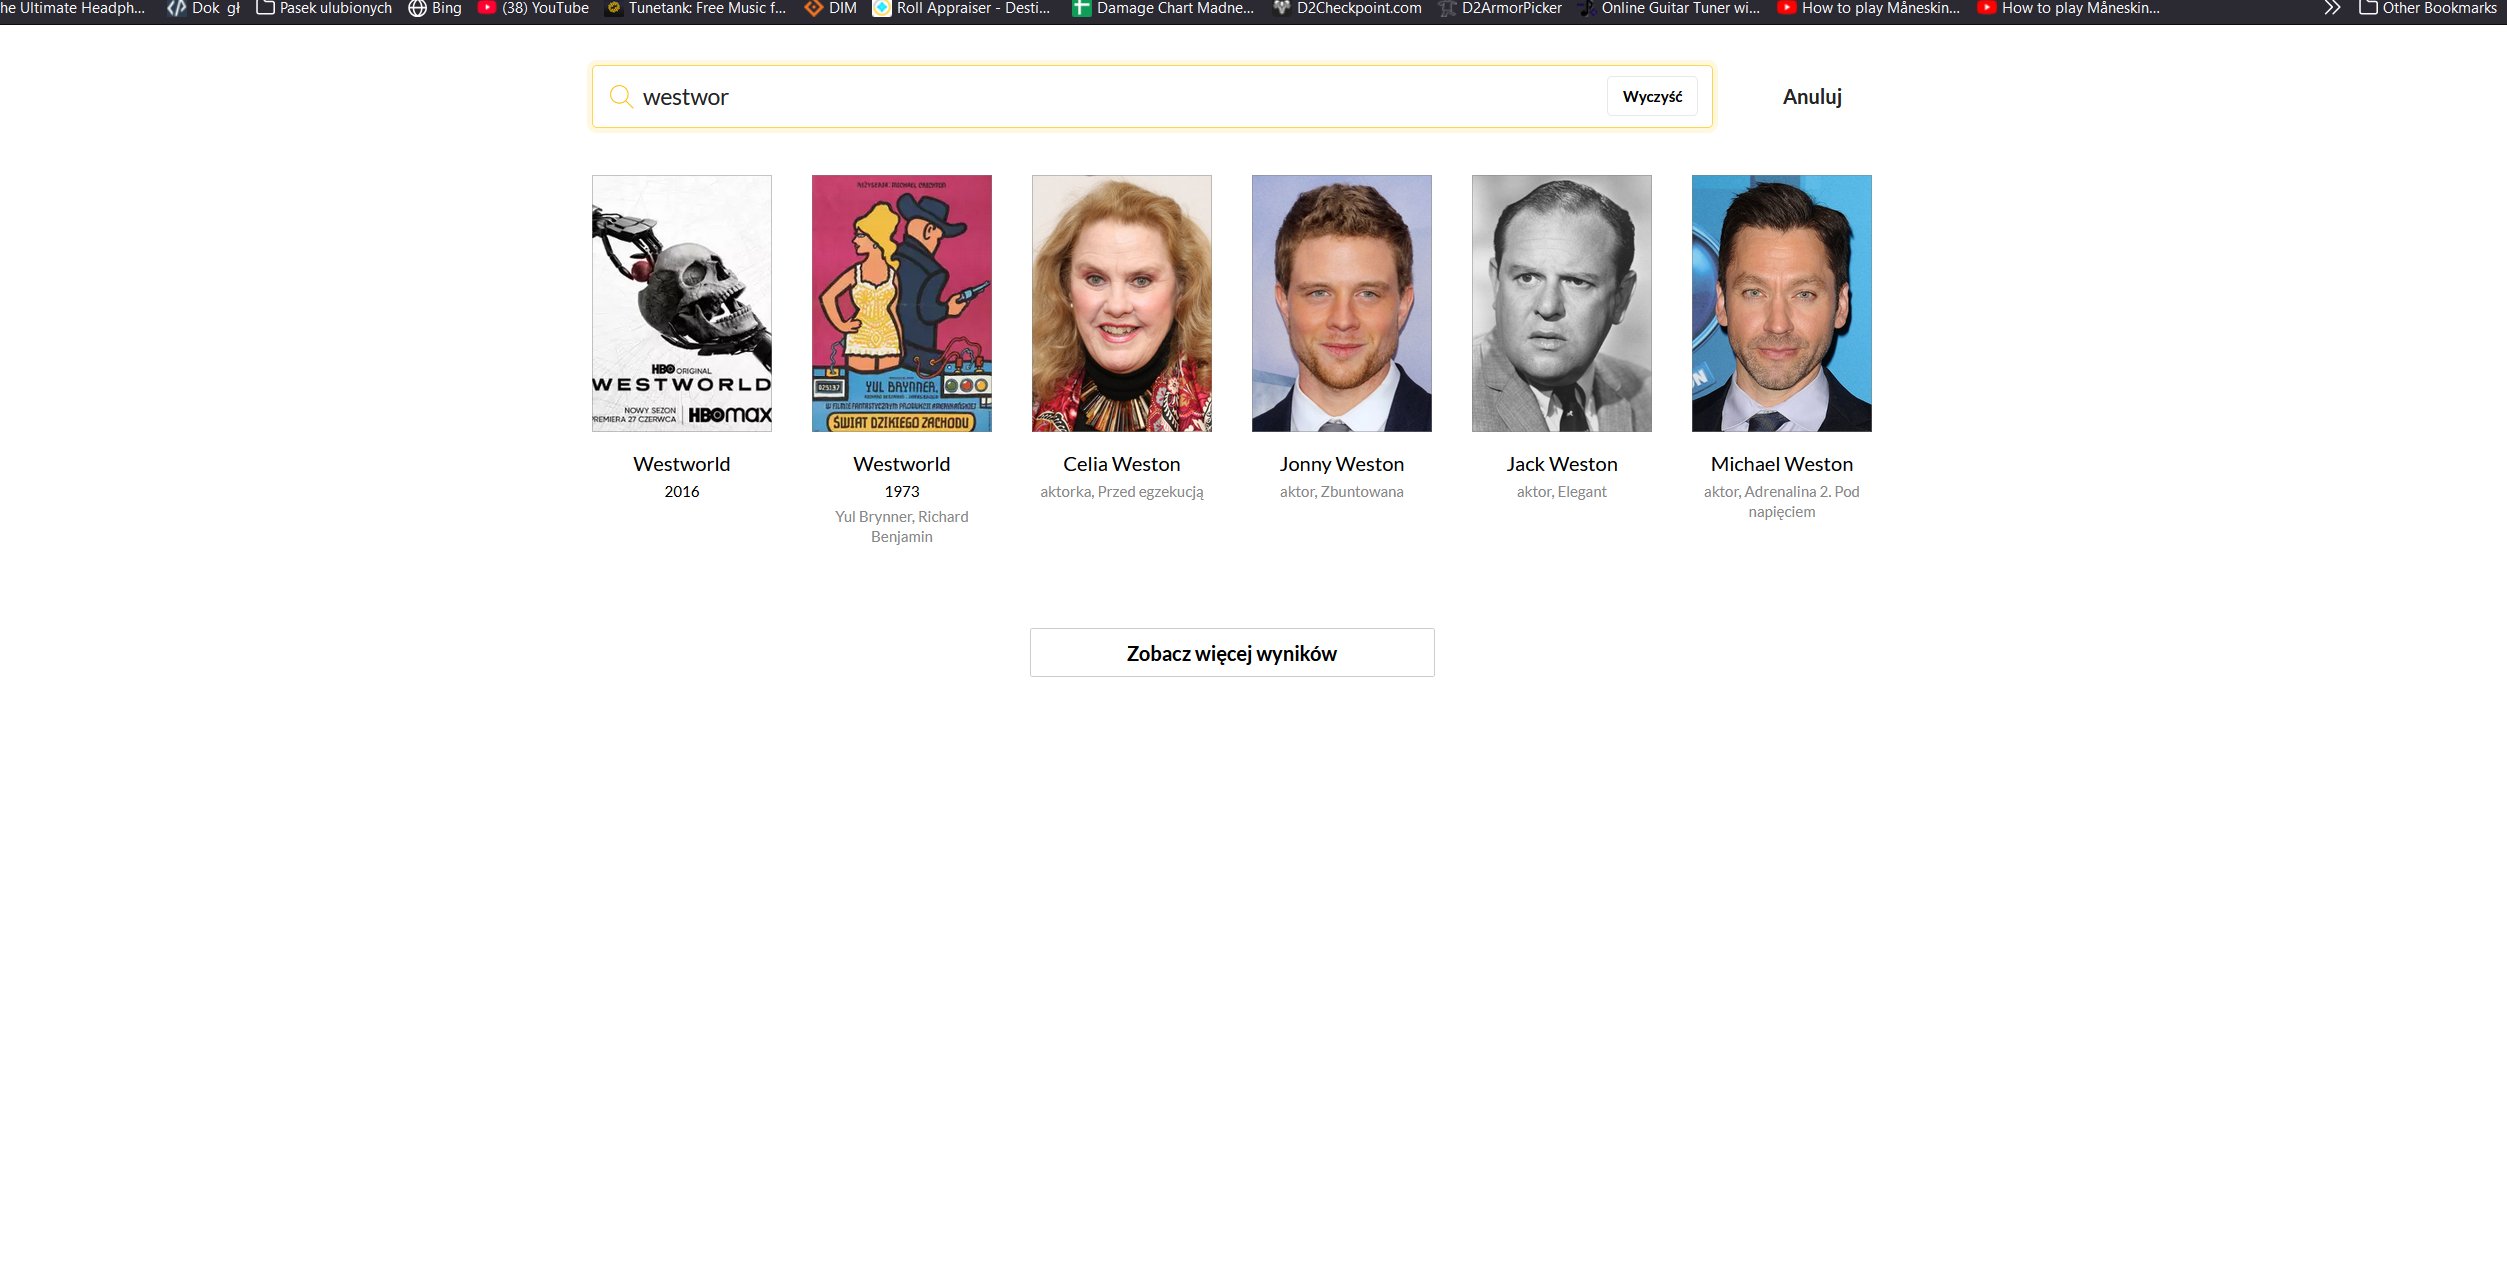 he Ultimate Headph...
Dok gł
Pasek ulubionych
Bing
(38) YouTube
Tunetank: Free Music f...
DIM
Roll Appraiser - Desti...
Damage Chart Madne...
D2Checkpoint.com
D2ArmorPicker
Online Guitar Tuner wi...
How to play Måneskin...
How to play Måneskin...
Other Bookmarks
westwor
Wyczyść
Anuluj
HBO ORIGINAL
WESTWORLD
NOWY SEZON
PREMIERA 27 CZERWCA
HBOMAX
REŻYSERIA: MICHAEL CRICHTON
YUL BRYNNER,
W FILMIE FANTASTYCZNYM PRODUKCJI AMERYKAŃSKIEJ
ŚWIAT DZIKIEGO ZACHODU
Westworld
2016
Westworld
1973
Yul Brynner, Richard
Benjamin
Celia Weston
aktorka, Przed egzekucją
Jonny Weston
aktor, Zbuntowana
Jack Weston
aktor, Elegant
Michael Weston
aktor, Adrenalina 2. Pod
napięciem
Zobacz więcej wyników